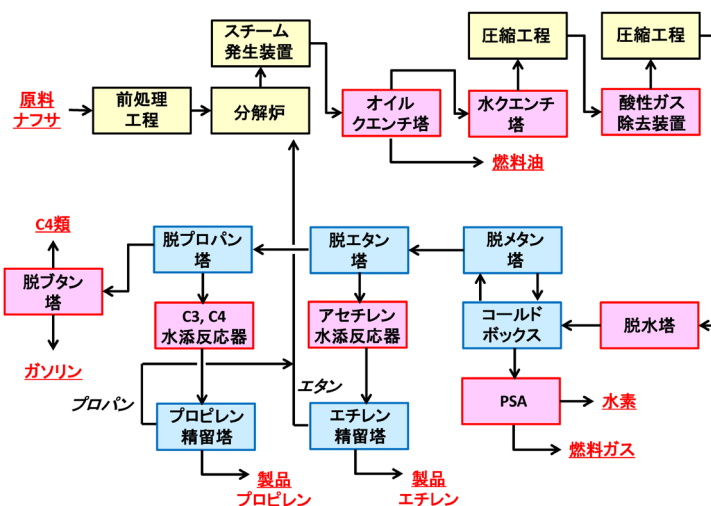 スチーム
発生装置
圧縮工程
圧縮工程
原料
ナフサ
前処理
工程
分解炉
オイル
クエンチ塔
水クエンチ
塔
酸性ガス
除去装置
燃料油
C4類
脱プロパン
塔
脱エタン
塔
脱メタン
塔
脱ブタン
塔
C3, C4
水添反応器
アセチレン
水添反応器
コールド
ボックス
脱水塔
ガソリン
プロパン
エタン
プロピレン
精留塔
エチレン
精留塔
PSA
水素
燃料ガス
製品
プロピレン
製品
エチレン